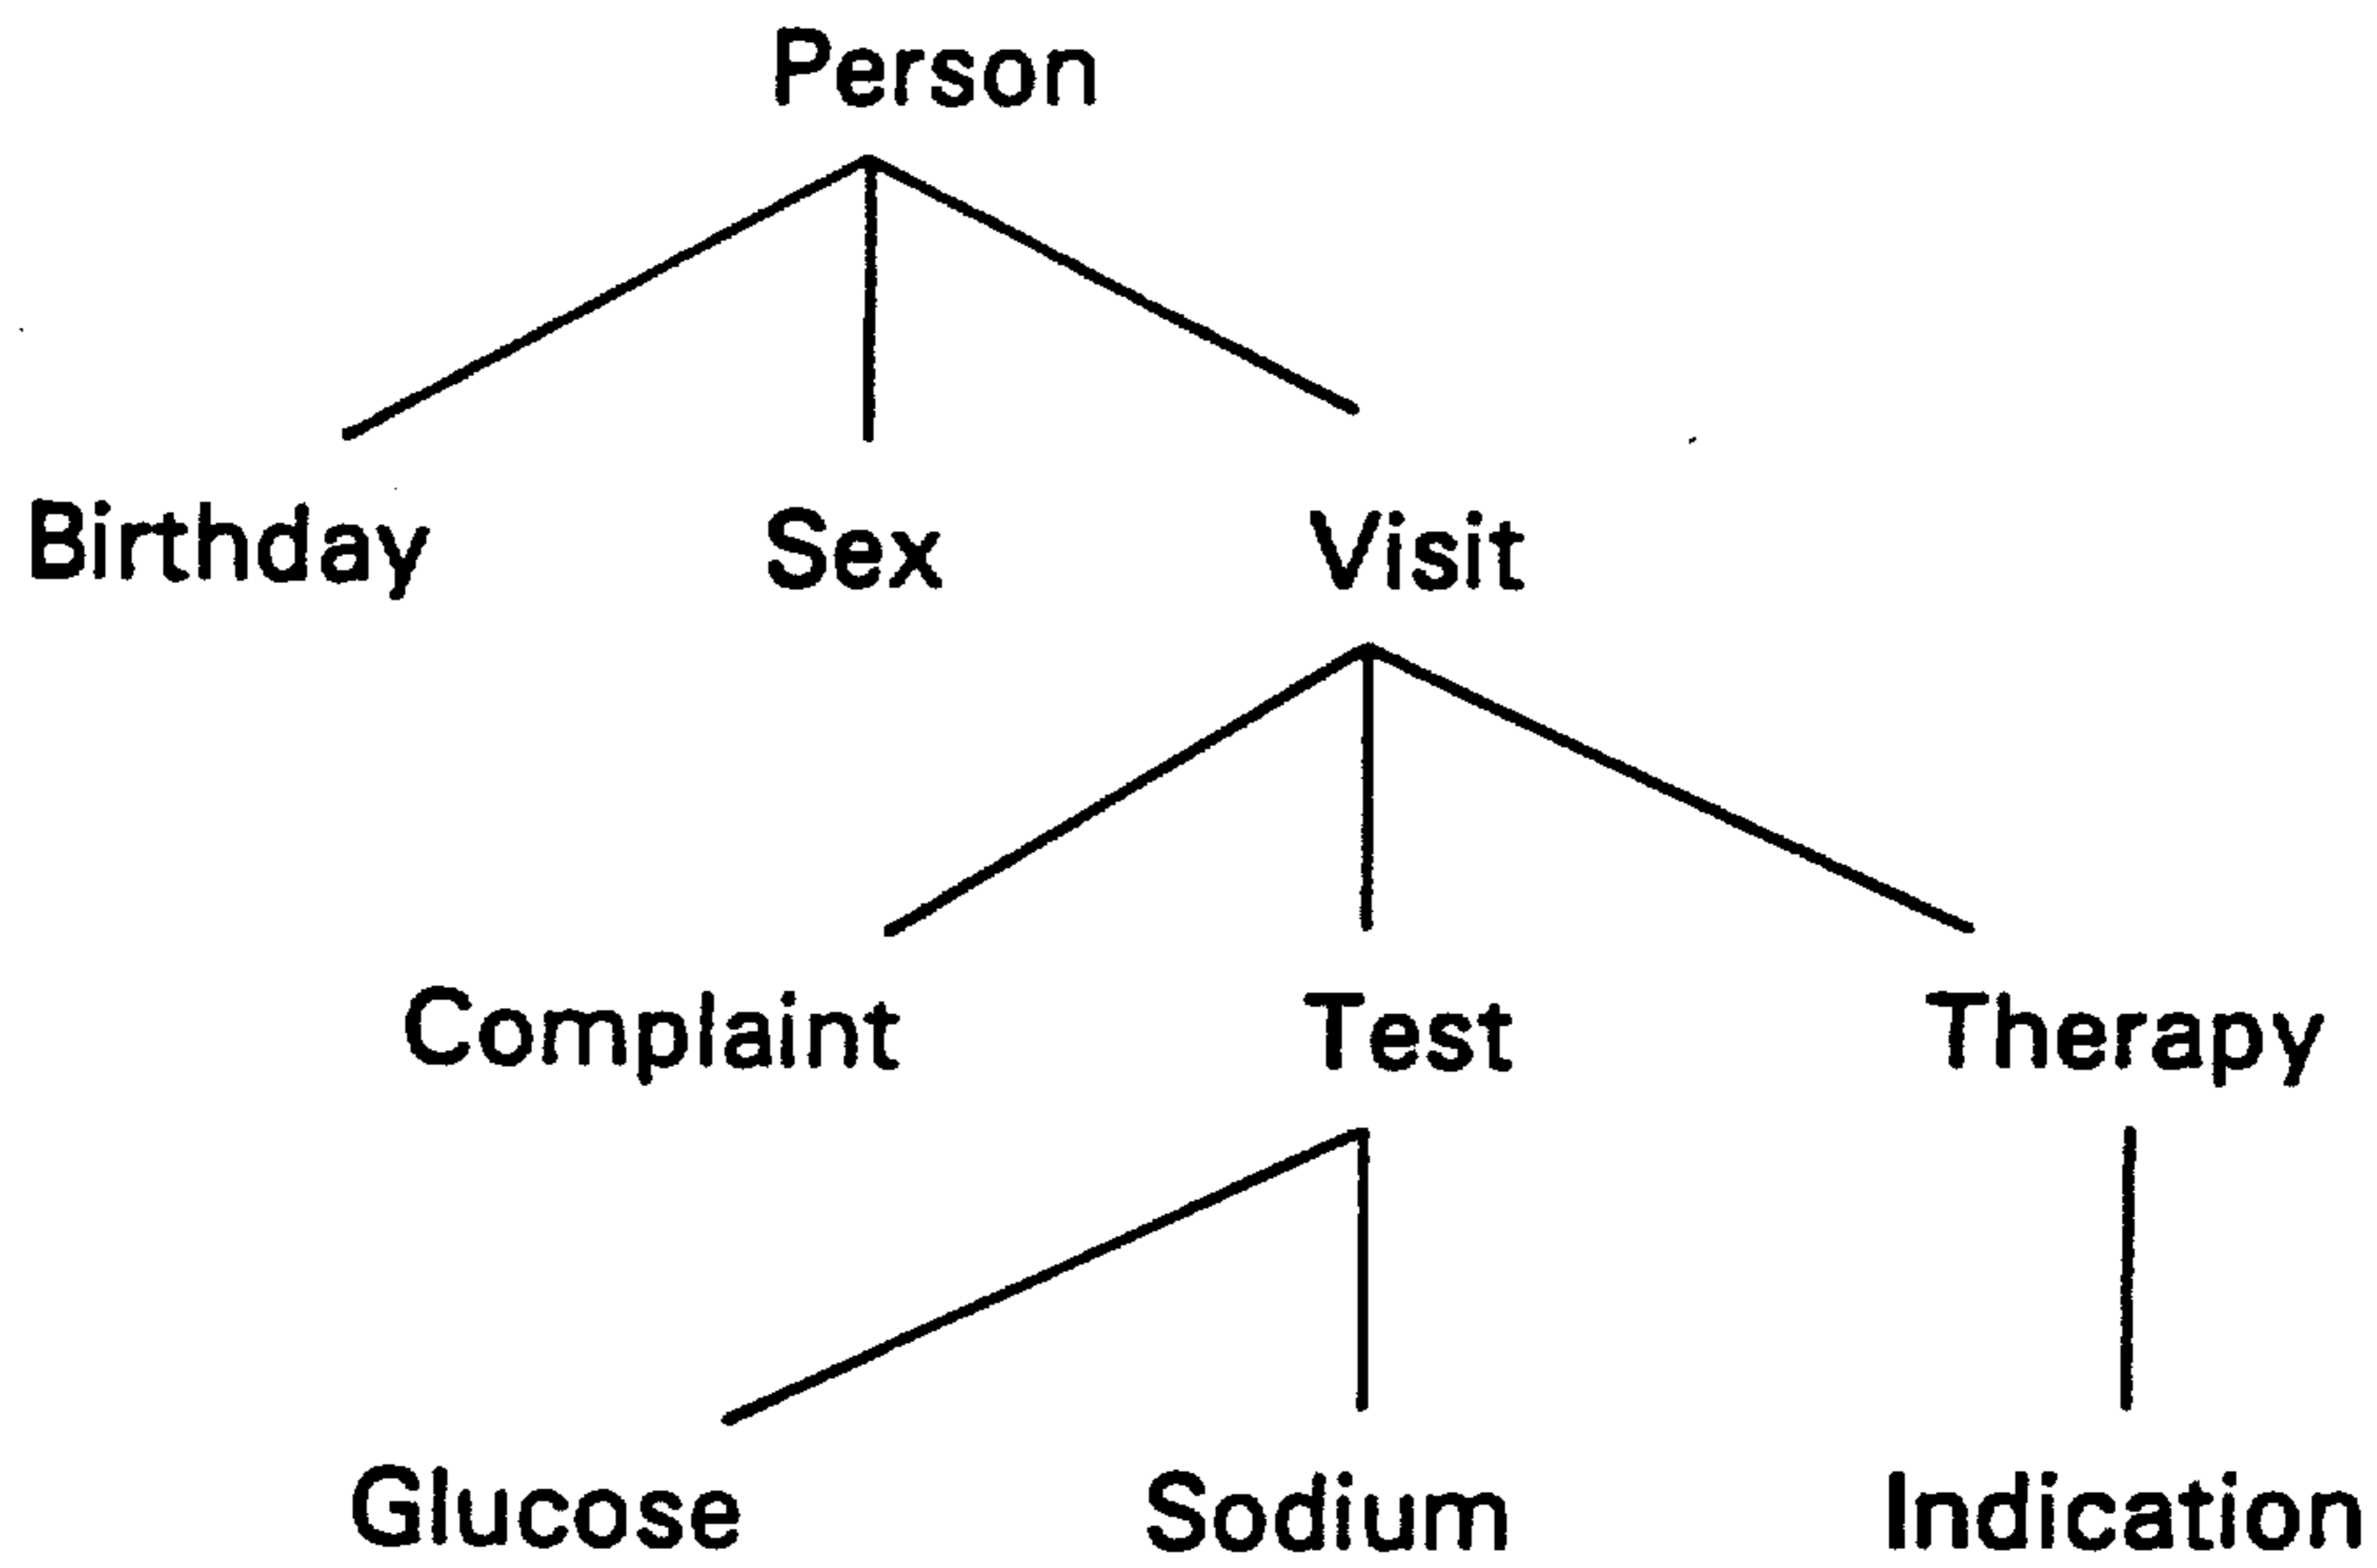 Person
Birthday Sex Visit
Complaint Test Therapy
Glucose Sodium Indication